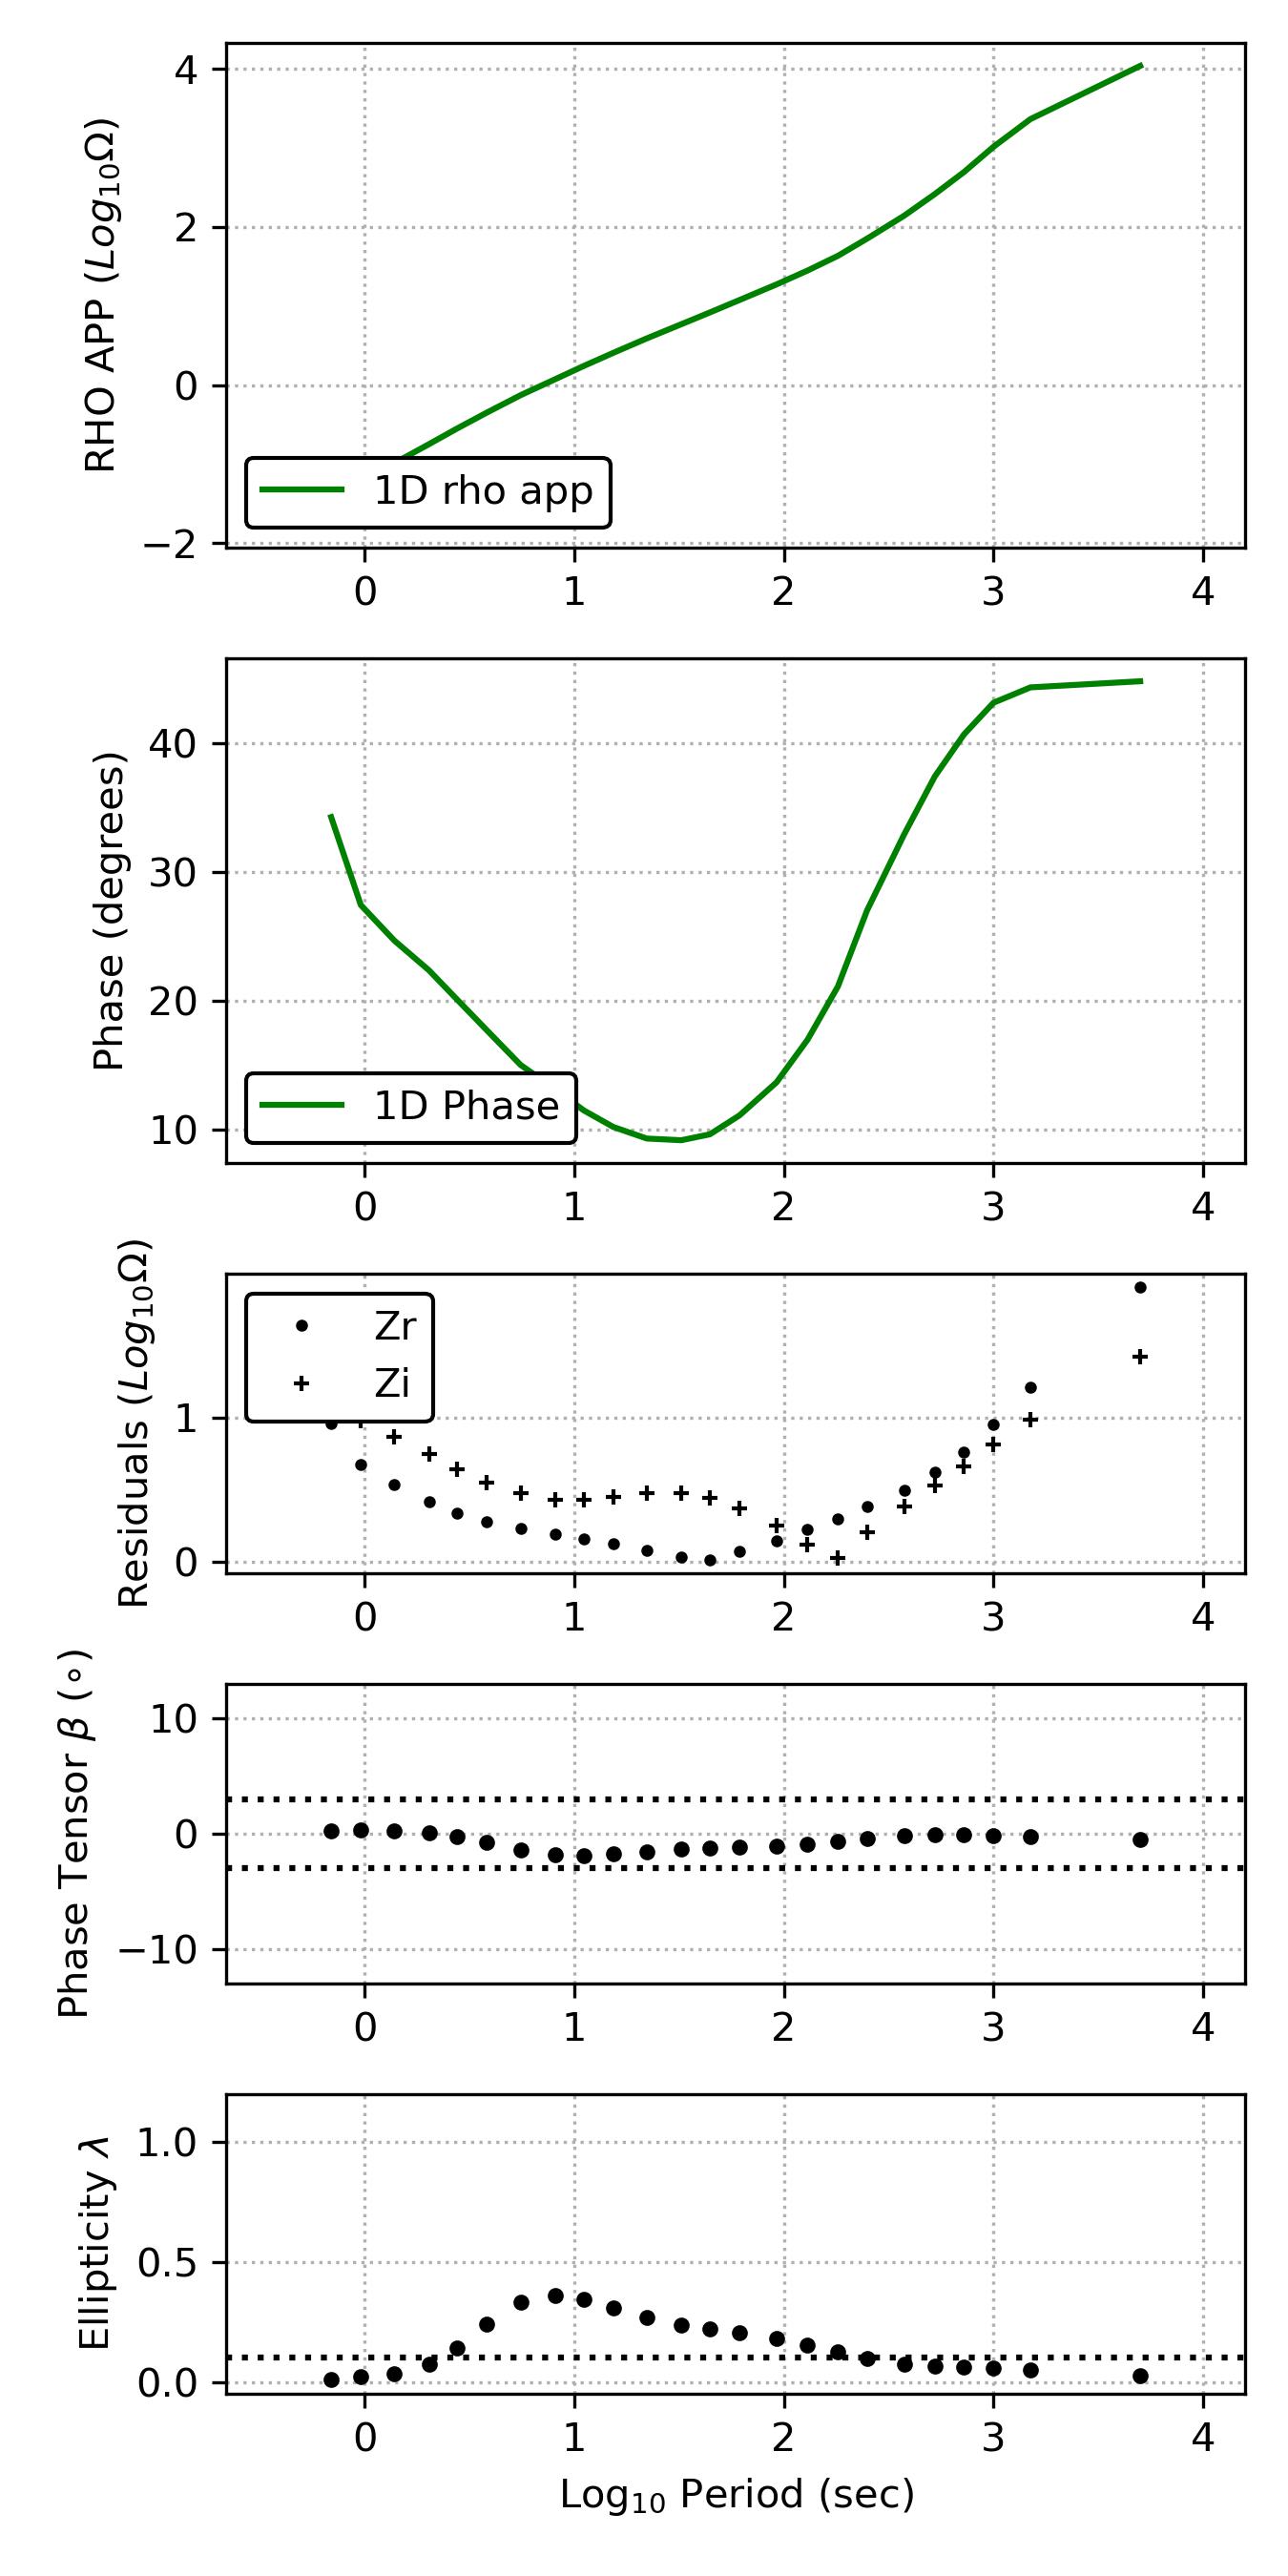 RHO APP (Log₁₀Ω)
4
2
0
−2
1D rho app
0 1 2 3 4
Phase (degrees)
40
30
20
10
1D Phase
0 1 2 3 4
Residuals (Log₁₀Ω)
Zr
Zi
1
0
0 1 2 3 4
Phase Tensor β (∘)
10
0
−10
0 1 2 3 4
Ellipticity λ
1.0
0.5
0.0
0 1 2 3 4
Log₁₀ Period (sec)